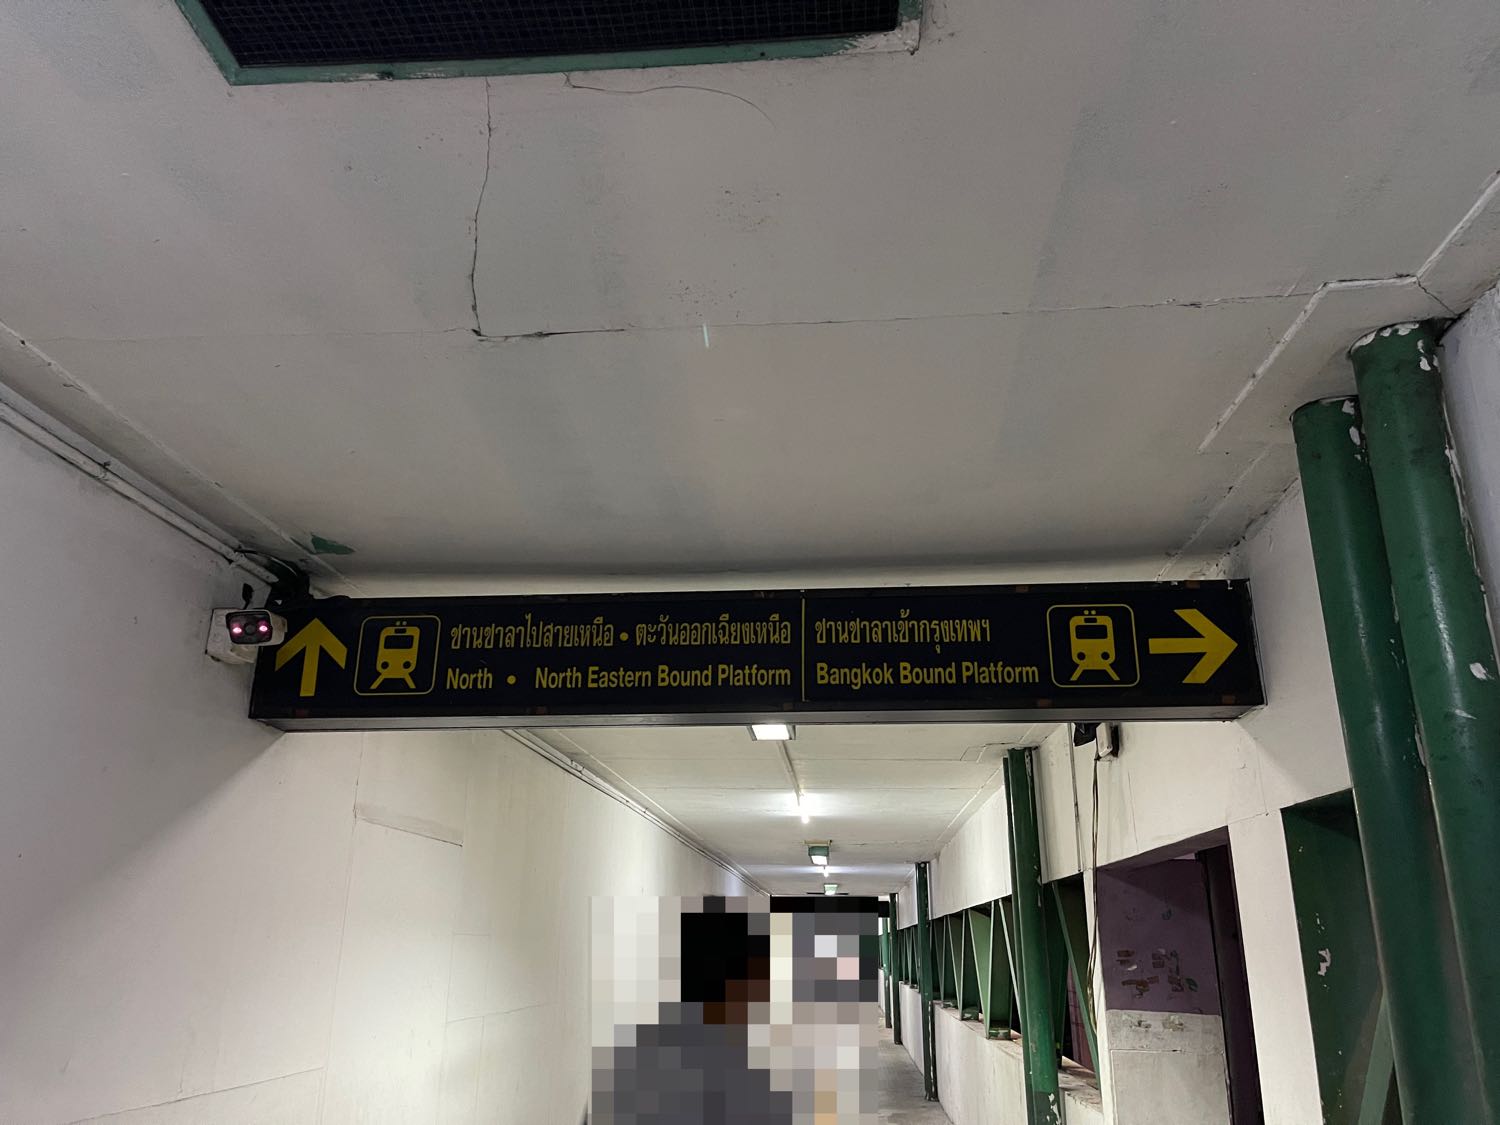 ชานชาลาไปสายเหนือ • ตะวันออกเฉียงเหนือ
North • North Eastern Bound Platform
ชานชาลาเข้ากรุงเทพฯ
Bangkok Bound Platform